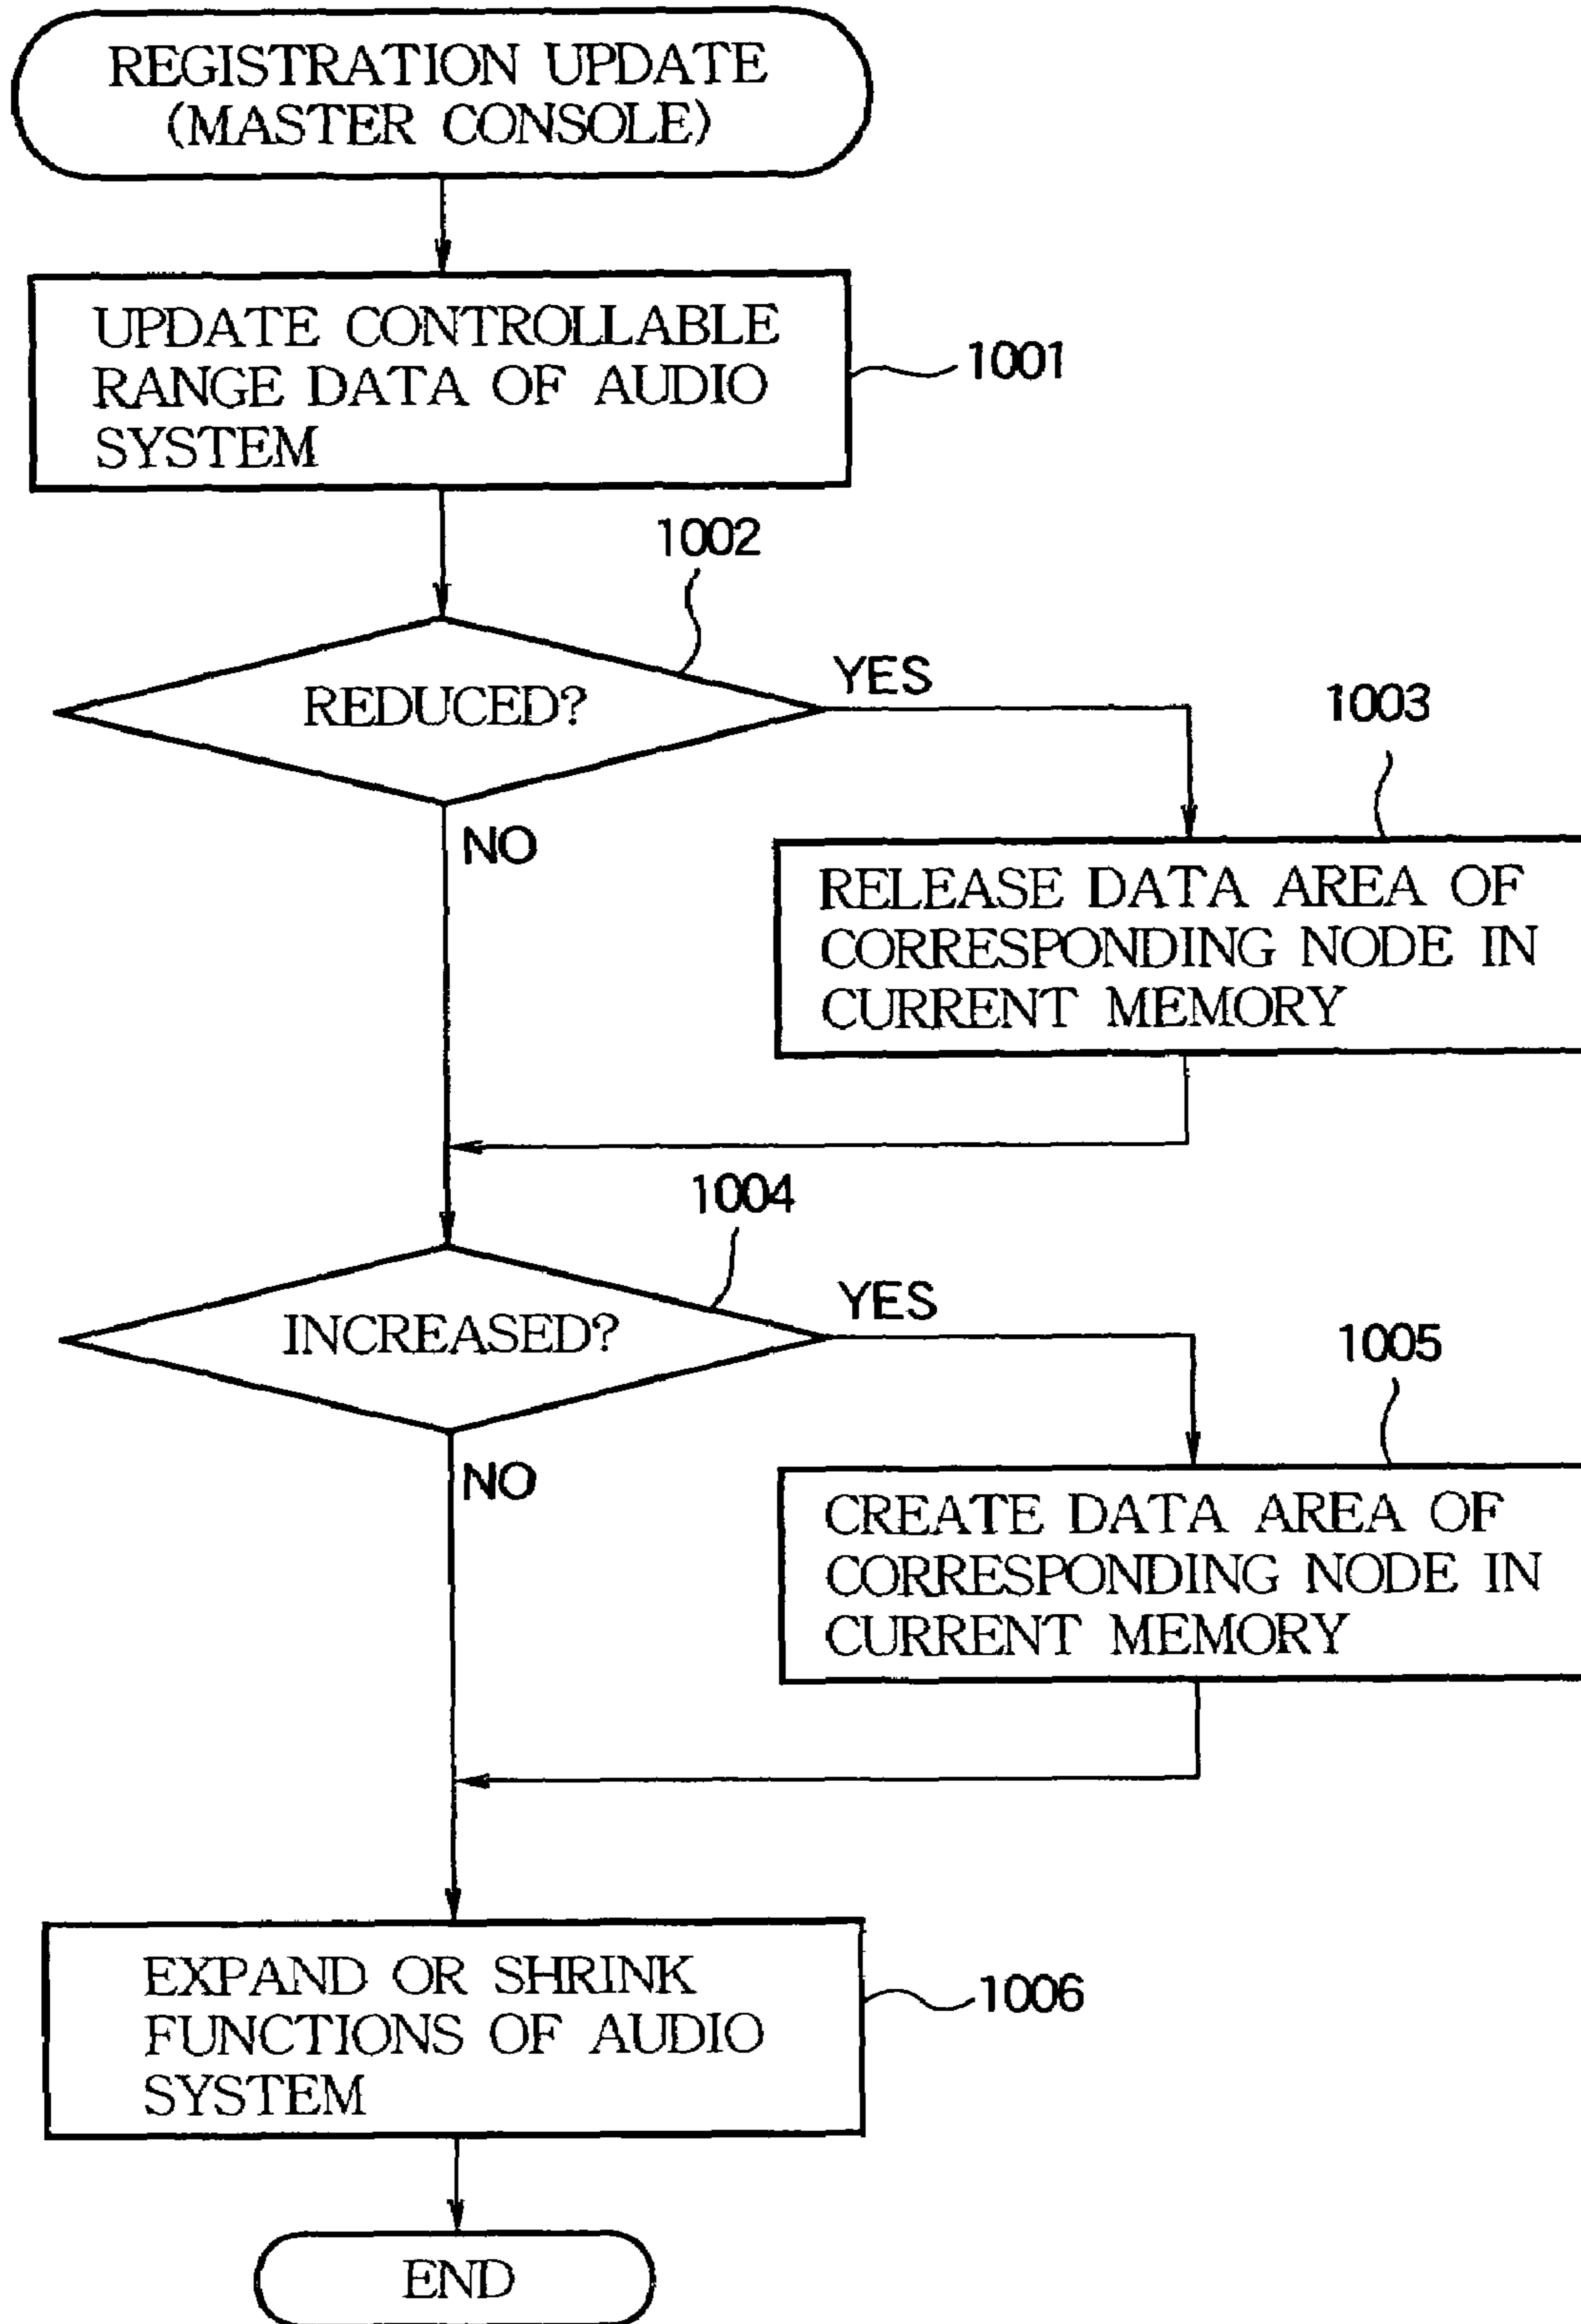 REGISTRATION UPDATE
(MASTER CONSOLE)
UPDATE CONTROLLABLE
RANGE DATA OF AUDIO
SYSTEM
1001
1002
REDUCED?
YES
NO
1003
RELEASE DATA AREA OF
CORRESPONDING NODE IN
CURRENT MEMORY
1004
INCREASED?
YES
NO
1005
CREATE DATA AREA OF
CORRESPONDING NODE IN
CURRENT MEMORY
EXPAND OR SHRINK
FUNCTIONS OF AUDIO
SYSTEM
1006
END